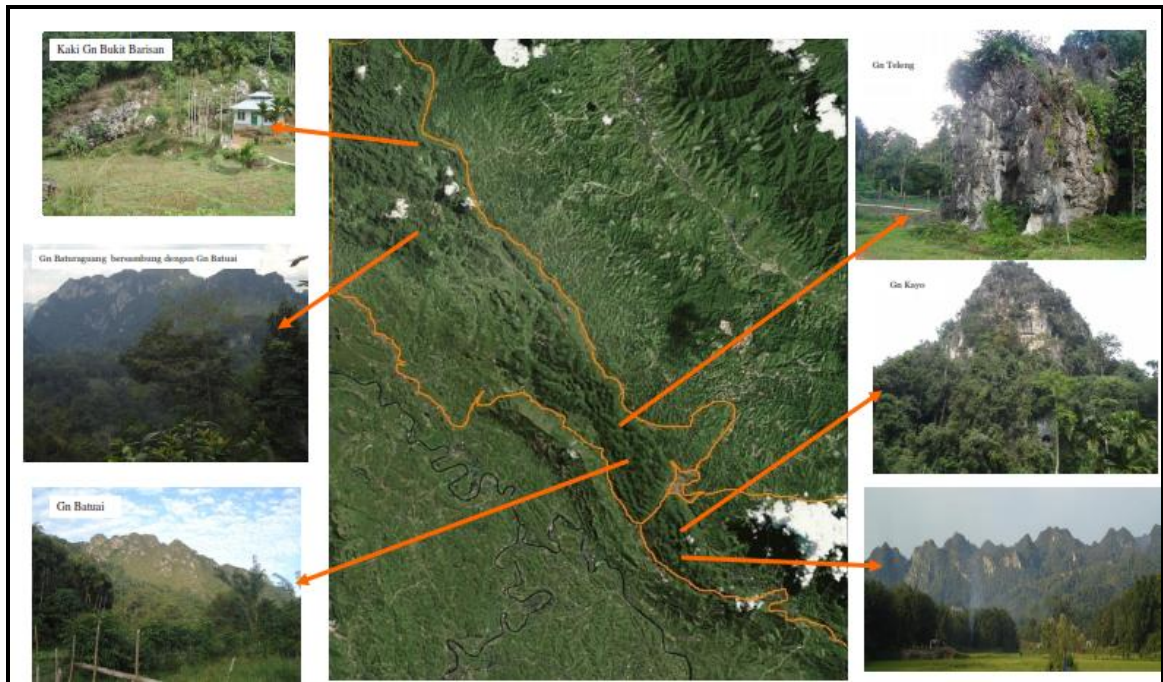 Kaki Gn Bukit Barisan
Gn Teleng
Gn Baturaguang bersambung dengan Gn Batuai
Gn Kayo
Gn Batuai